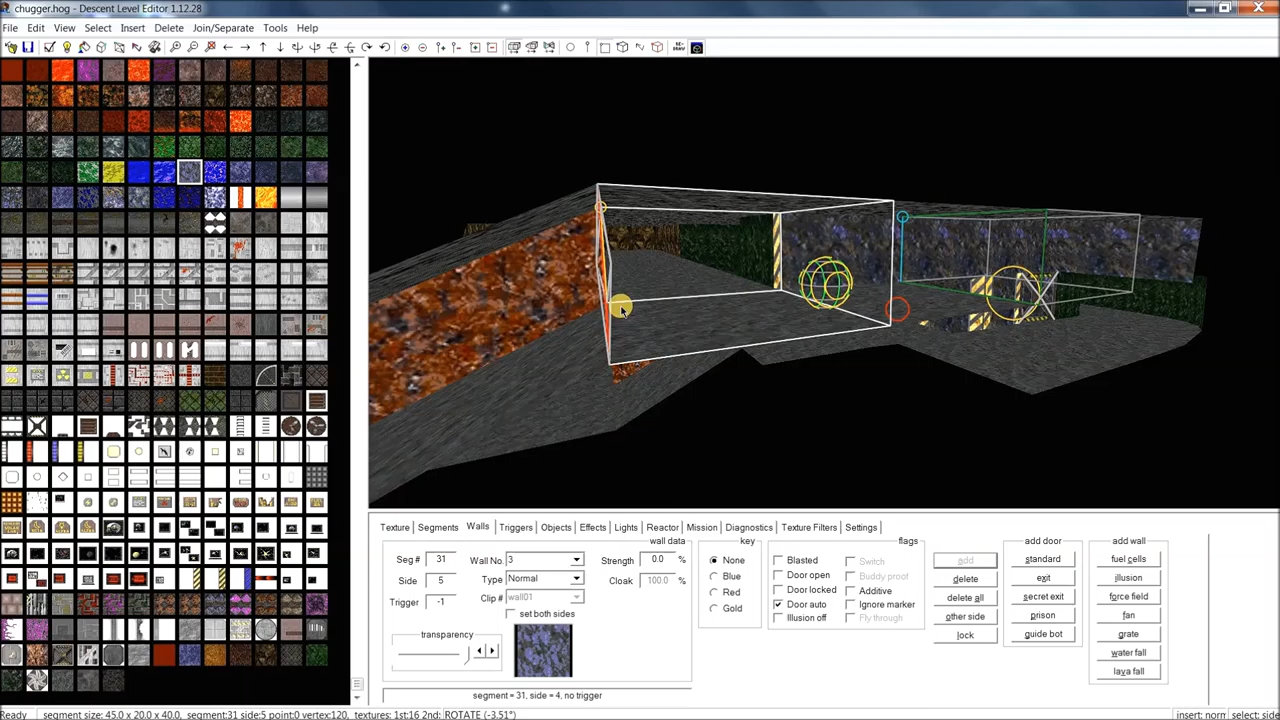 chugger.hog - Descent Level Editor 1.12.28
File Edit View Select Insert Delete Join/Separate Tools Help
Texture Segments Walls Triggers Objects Effects Lights Reactor Mission Diagnostics Texture Filters Settings
wall data key flags add door add wall
Seg # 31 Wall No. 3 Strength 0.0 % None Blasted Switch add standard fuel cells
Side 5 Type Normal Cloak 100.0 % Blue Door open Buddy proof delete exit illusion
Trigger -1 Clip # wall01 Red Door locked Additive delete all secret exit force field
set both sides Gold Door auto Ignore marker other side prison fan
transparency Illusion off Fly through lock guide bot grate
water fall
lava fall
segment = 31, side = 4, no trigger
Ready segment size: 45.0 x 20.0 x 40.0, segment:31 side:5 point:0 vertex:120, textures: 1st:16 2nd: ROTATE (-3.51°) insert: norm select: side